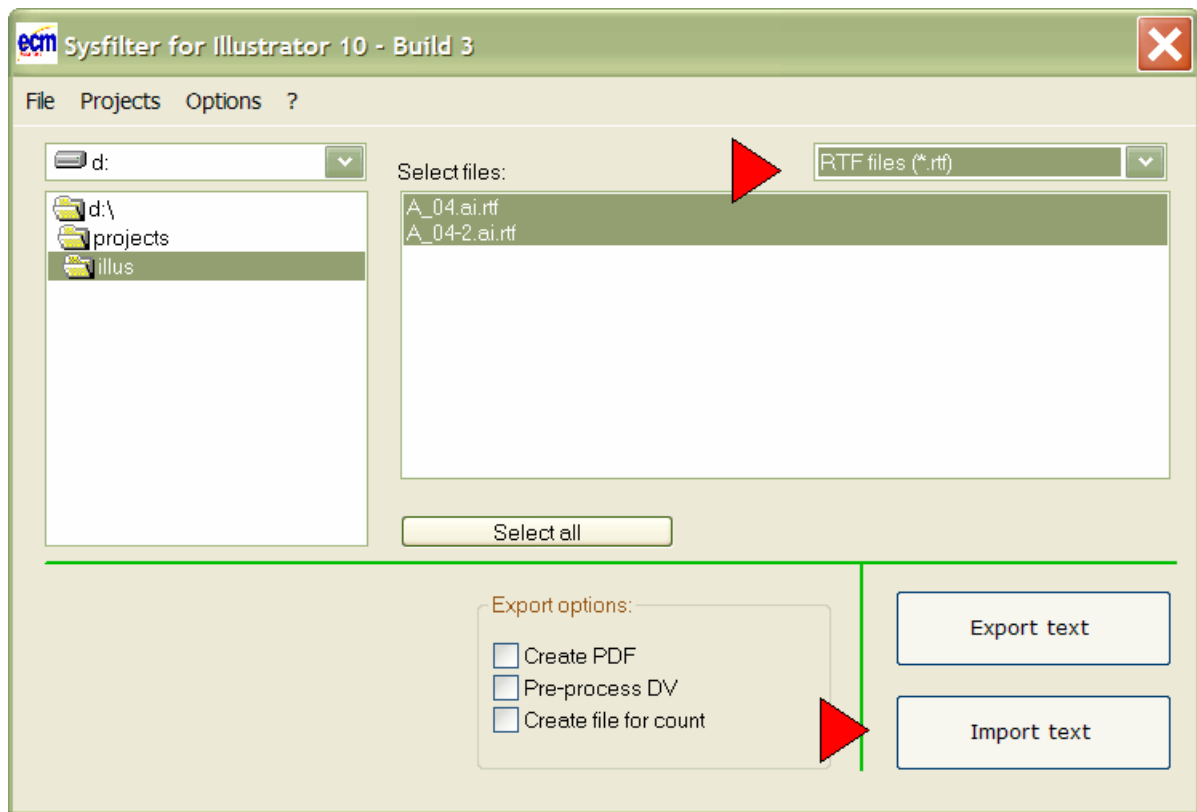 ecm Sysfilter for Illustrator 10 - Build 3
File Projects Options ?
d:
Select files:
RTF files (*.rtf)
d:\
projects
illus
A_04.ai.rtf
A_04-2.ai.rtf
Select all
Export options:
Create PDF
Pre-process DV
Create file for count
Export text
Import text